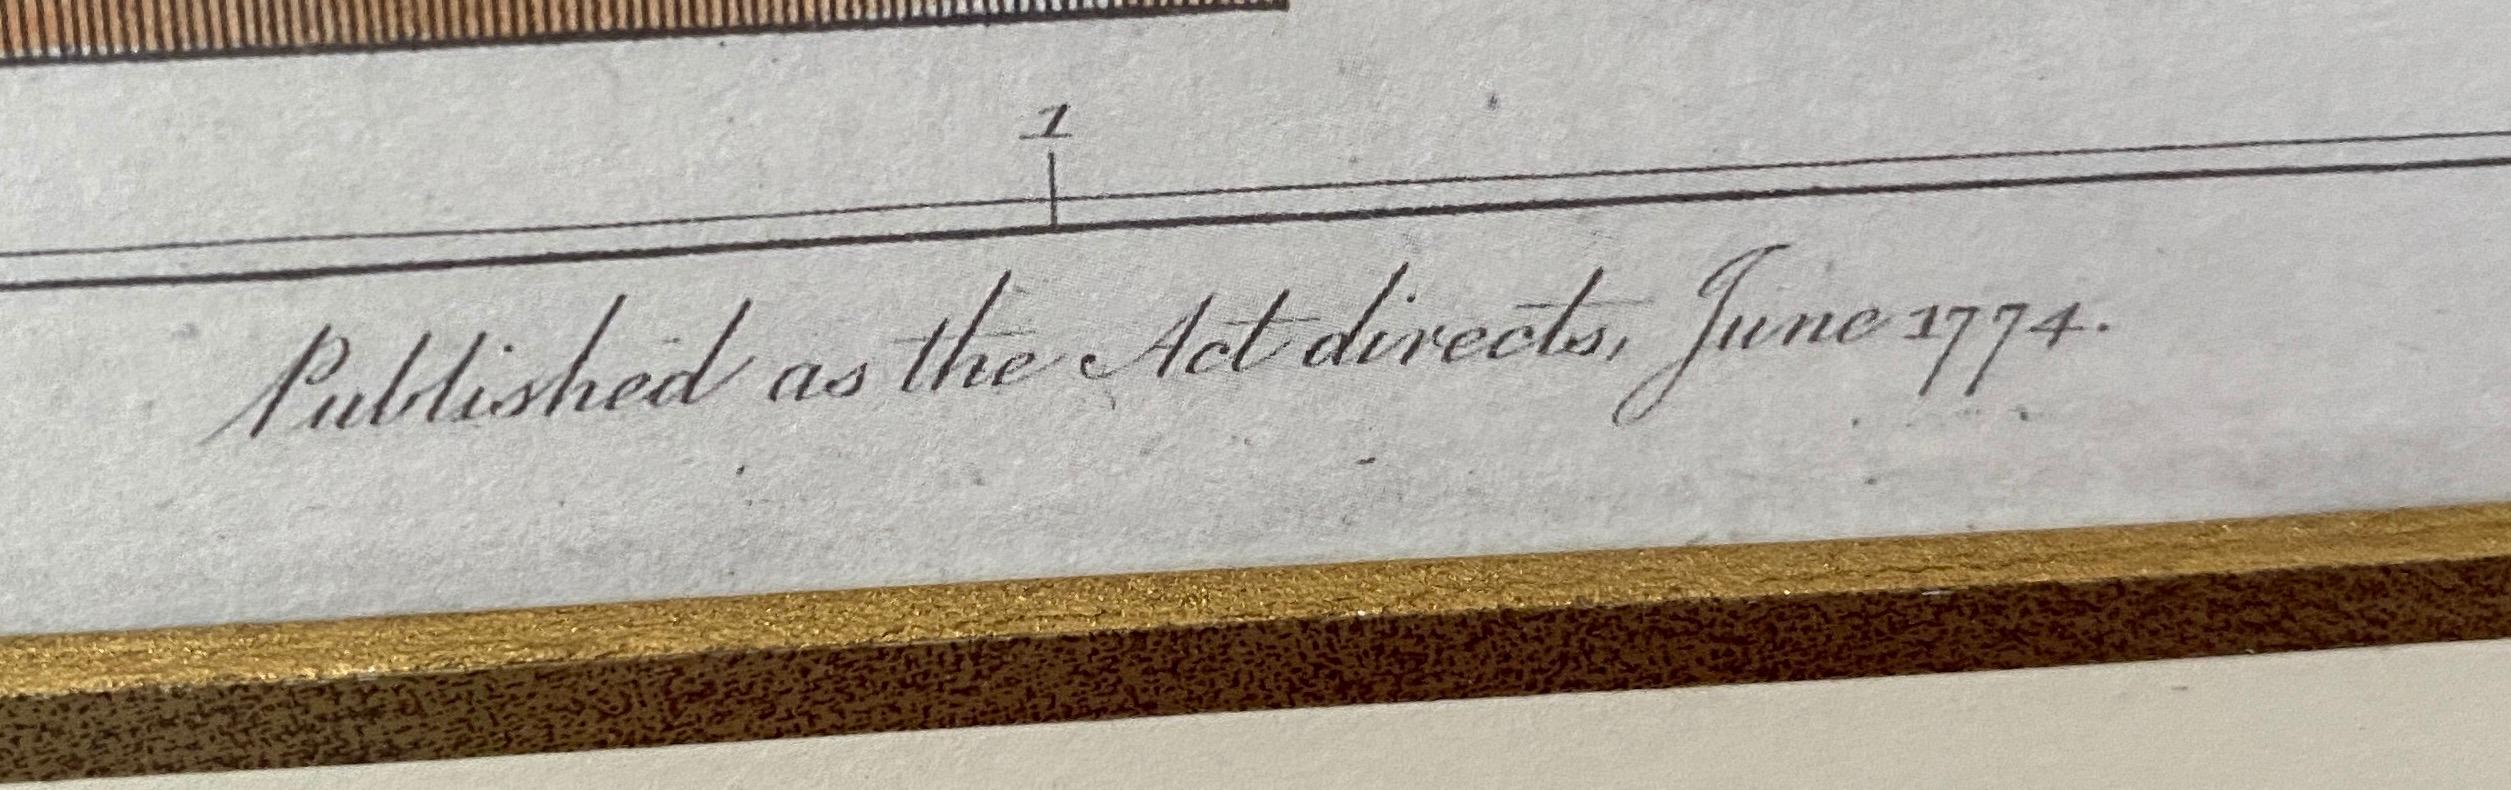 1
Published as the Act directs, June 1774.